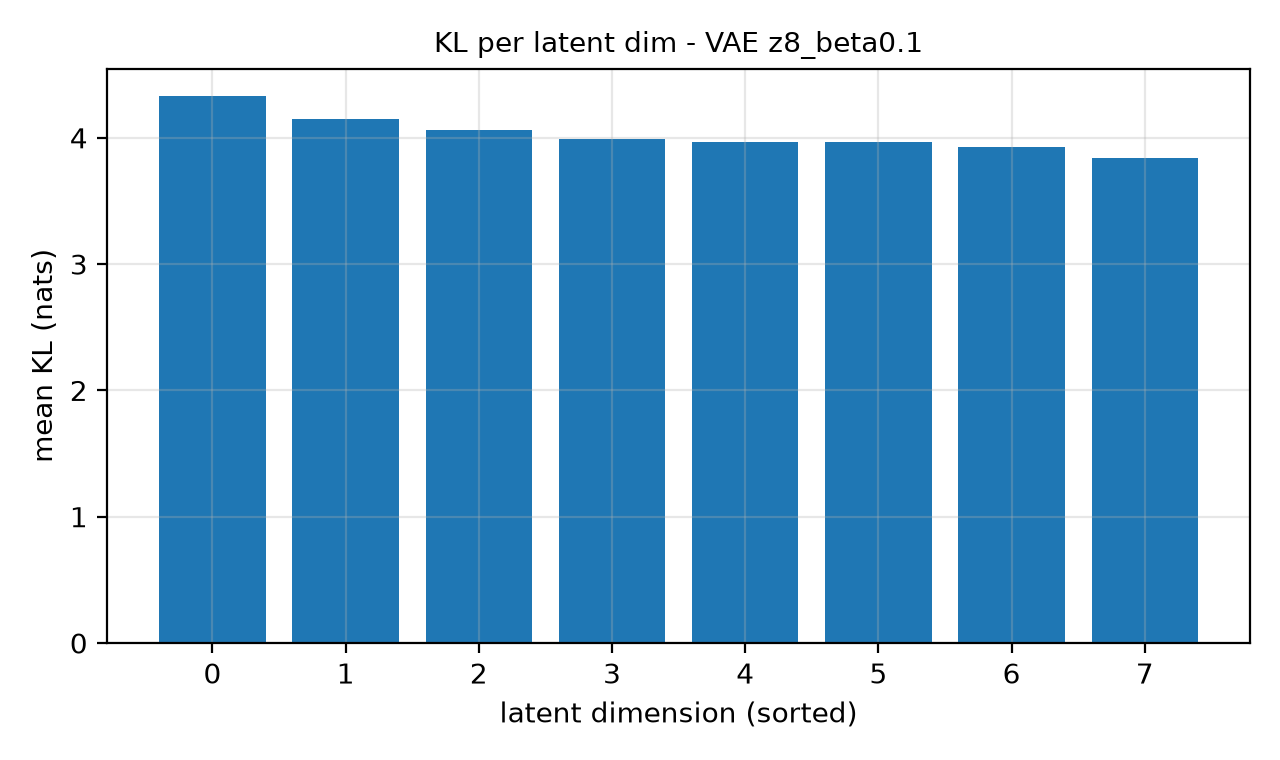 KL per latent dim - VAE z8_beta0.1
mean KL (nats)
4
3
2
1
0
0 1 2 3 4 5 6 7
latent dimension (sorted)